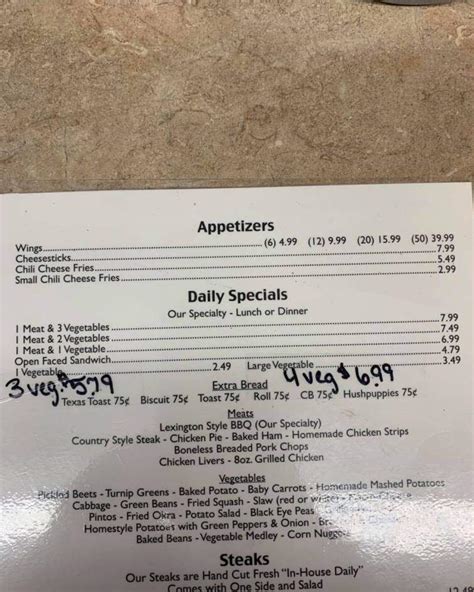 Appetizers
Wings (6) 4.99 (12) 9.99 (20) 15.99 (50) 39.99
Cheesesticks 7.99
Chili Cheese Fries 5.49
Small Chili Cheese Fries 2.99
Daily Specials
Our Specialty - Lunch or Dinner
1 Meat & 3 Vegetables 7.99
1 Meat & 2 Vegetables 7.49
1 Meat & 1 Vegetable 6.99
Open Faced Sandwich 4.79
1 Vegetable 2.49 Large Vegetable 3.49
3 veg $5.79 4 veg $6.99
Extra Bread
Texas Toast 75¢ Biscuit 75¢ Toast 75¢ Roll 75¢ CB 75¢ Hushpuppies 75¢
Meats
Lexington Style BBQ (Our Specialty)
Country Style Steak - Chicken Pie - Baked Ham - Homemade Chicken Strips
Boneless Breaded Pork Chops
Chicken Livers - 8oz. Grilled Chicken
Vegetables
Pickled Beets - Turnip Greens - Baked Potato - Baby Carrots - Homemade Mashed Potatoes
Cabbage - Green Beans - Fried Squash - Slaw (red or white)
Pintos - Fried Okra - Potato Salad - Black Eye Peas
Homestyle Potatoes with Green Peppers & Onion -
Baked Beans - Vegetable Medley - Corn
Steaks
Our Steaks are Hand Cut Fresh "In-House Daily"
Comes with One Side and Salad